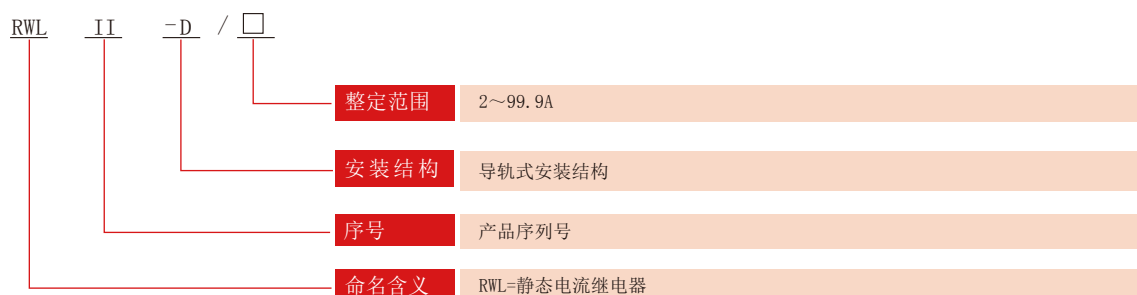 RWL II -D / □
整定范围 2～99.9A
安装结构 导轨式安装结构
序号 产品序列号
命名含义 RWL=静态电流继电器